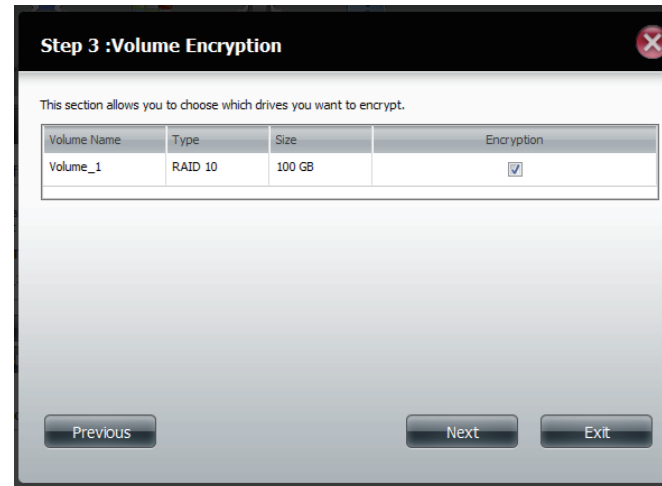 Step 3 :Volume Encryption
This section allows you to choose which drives you want to encrypt.
Volume Name Type Size Encryption
Volume_1 RAID 10 100 GB
Previous Next Exit